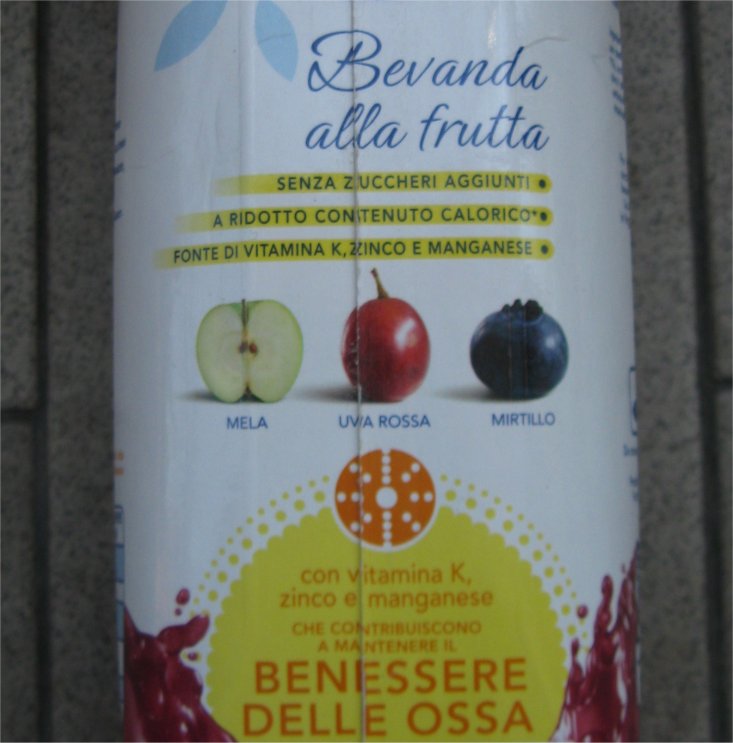 Bevanda
alla frutta
SENZA ZUCCHERI AGGIUNTI
A RIDOTTO CONTENUTO CALORICO*
FONTE DI VITAMINA K, ZINCO E MANGANESE
MELA UVA ROSSA MIRTILLO
con vitamina K,
zinco e manganese
CHE CONTRIBUISCONO
A MANTENERE IL
BENESSERE
DELLE OSSA